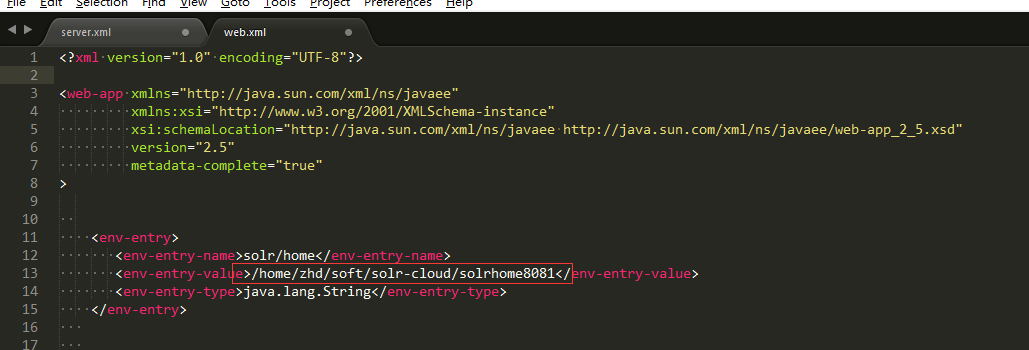 File Edit Selection Find View Goto Tools Project Preferences Help
server.xml web.xml
1 <?xml version="1.0" encoding="UTF-8"?>
2
3 <web-app xmlns="http://java.sun.com/xml/ns/javaee"
4 xmlns:xsi="http://www.w3.org/2001/XMLSchema-instance"
5 xsi:schemaLocation="http://java.sun.com/xml/ns/javaee http://java.sun.com/xml/ns/javaee/web-app_2_5.xsd"
6 version="2.5"
7 metadata-complete="true"
8 >
9
10
11 <env-entry>
12 <env-entry-name>solr/home</env-entry-name>
13 <env-entry-value>/home/zhd/soft/solr-cloud/solrhome8081</env-entry-value>
14 <env-entry-type>java.lang.String</env-entry-type>
15 </env-entry>
16
17